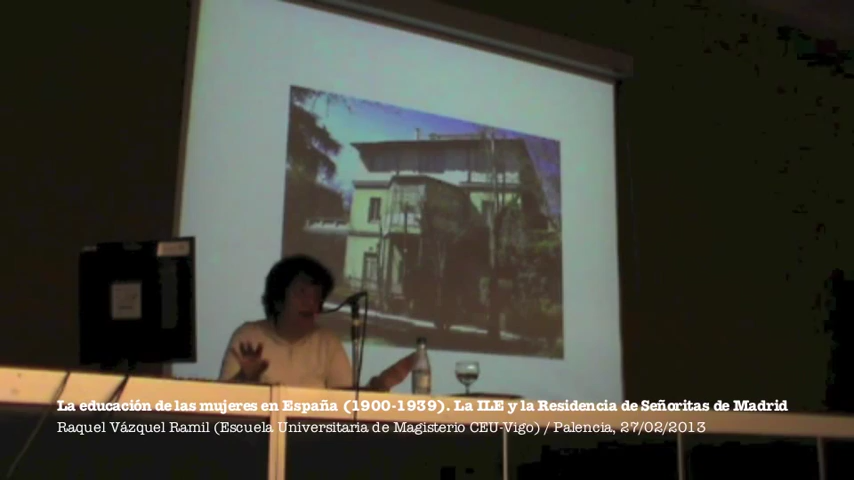 La educación de las mujeres en España (1900-1939). La ILE y la Residencia de Señoritas de Madrid
Raquel Vázquel Ramil (Escuela Universitaria de Magisterio CEU-Vigo) / Palencia, 27/02/2013